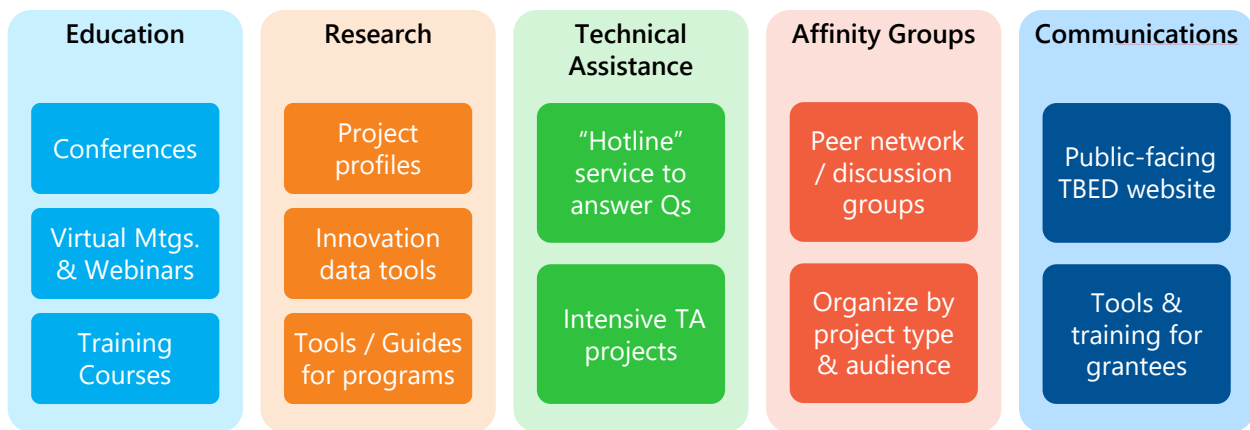 Education
Conferences
Virtual Mtgs.
& Webinars
Training
Courses
Research
Project
profiles
Innovation
data tools
Tools / Guides
for programs
Technical
Assistance
“Hotline”
service to
answer Qs
Intensive TA
projects
Affinity Groups
Peer network
/ discussion
groups
Organize by
project type
& audience
Communications
Public-facing
TBED website
Tools &
training for
grantees